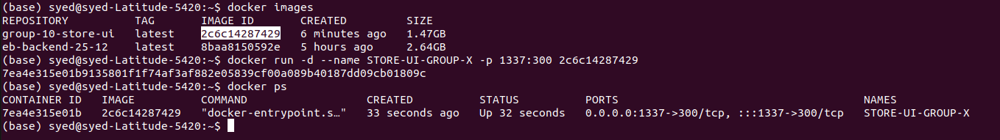 (base) syed@syed-Latitude-5420:~$ docker images
REPOSITORY TAG IMAGE ID CREATED SIZE
group-10-store-ui latest 2c6c14287429 6 minutes ago 1.47GB
eb-backend-25-12 latest 8baa8150592e 5 hours ago 2.64GB
(base) syed@syed-Latitude-5420:~$ docker run -d --name STORE-UI-GROUP-X -p 1337:300 2c6c14287429
7ea4e315e01b9135801f1f74af3af882e05839cf00a089b40187dd09cb01809c
(base) syed@syed-Latitude-5420:~$ docker ps
CONTAINER ID IMAGE COMMAND CREATED STATUS PORTS NAMES
7ea4e315e01b 2c6c14287429 "docker-entrypoint.s…" 33 seconds ago Up 32 seconds 0.0.0.0:1337->300/tcp, :::1337->300/tcp STORE-UI-GROUP-X
(base) syed@syed-Latitude-5420:~$